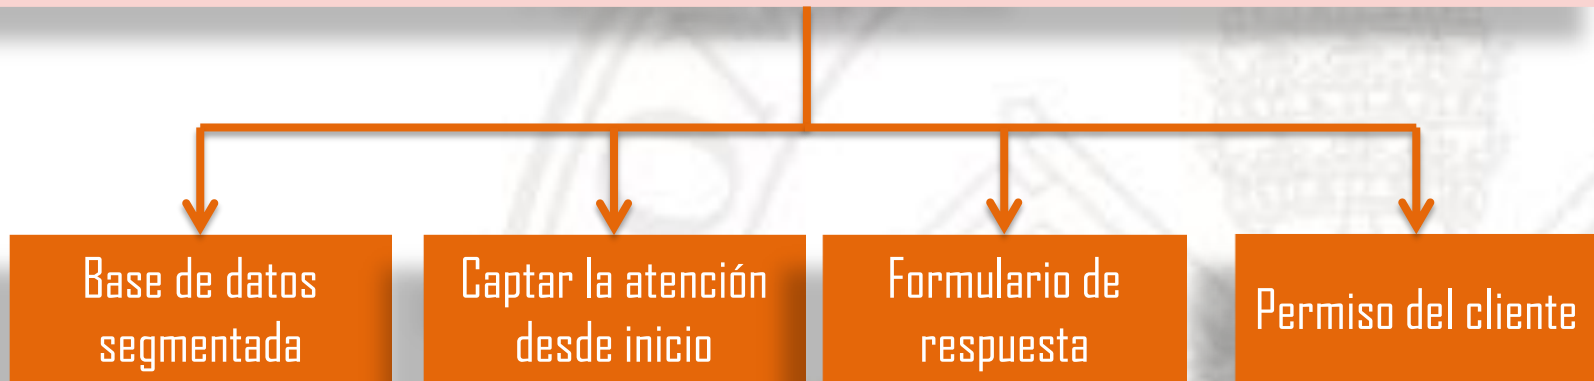 Base de datos
segmentada
Captar la atención
desde inicio
Formulario de
respuesta
Permiso del cliente